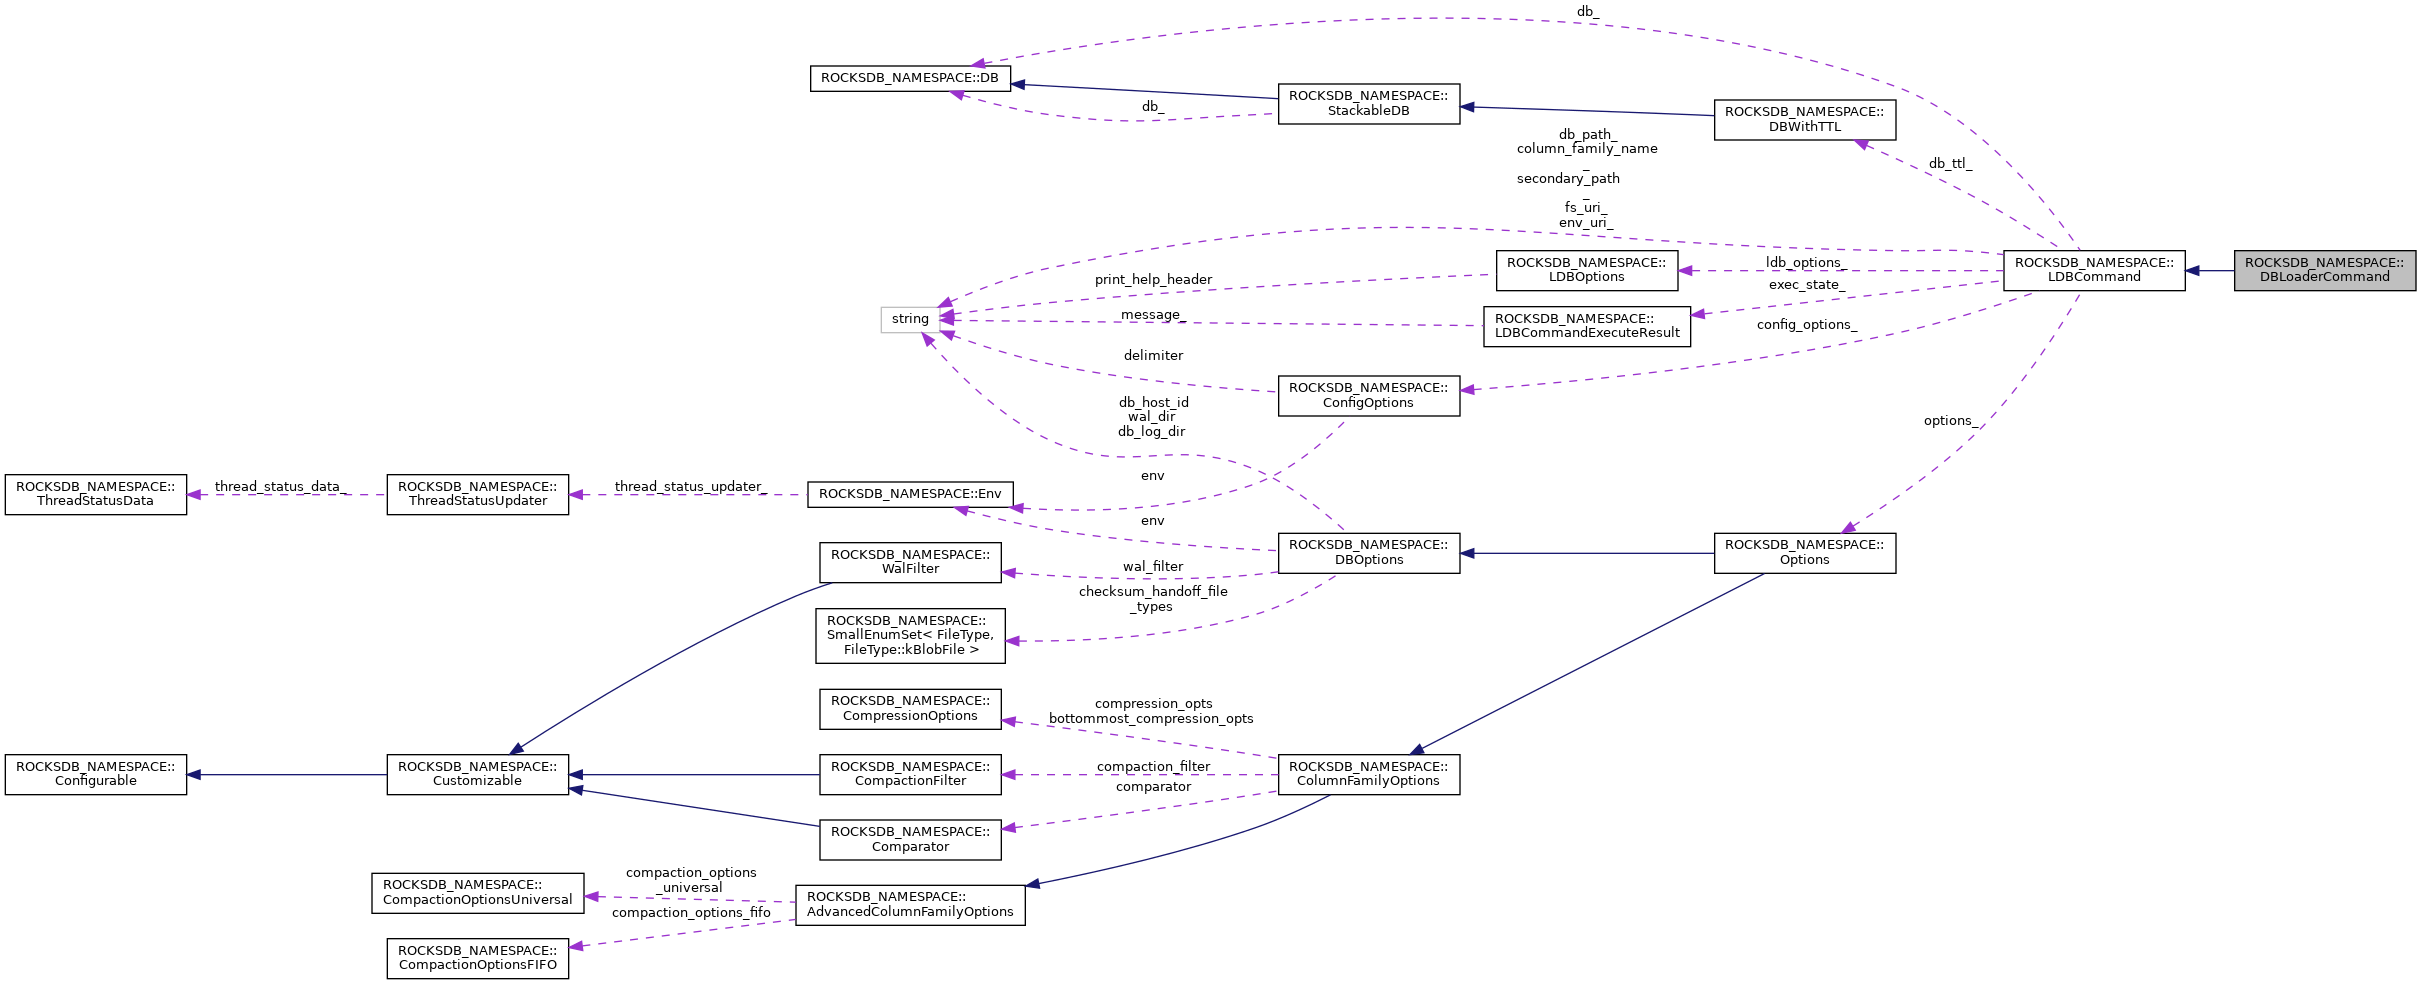 db_
ROCKSDB_NAMESPACE::DB
ROCKSDB_NAMESPACE::
StackableDB
db_
ROCKSDB_NAMESPACE::
DBWithTTL
db_path_
column_family_name
_
secondary_path
_
fs_uri_
env_uri_
db_ttl_
ROCKSDB_NAMESPACE::
LDBOptions
ldb_options_
ROCKSDB_NAMESPACE::
LDBCommand
ROCKSDB_NAMESPACE::
DBLoaderCommand
print_help_header
exec_state_
string
message_
ROCKSDB_NAMESPACE::
LDBCommandExecuteResult
config_options_
delimiter
ROCKSDB_NAMESPACE::
ConfigOptions
db_host_id
wal_dir
db_log_dir
options_
ROCKSDB_NAMESPACE::
ThreadStatusData
thread_status_data_
ROCKSDB_NAMESPACE::
ThreadStatusUpdater
thread_status_updater_
ROCKSDB_NAMESPACE::Env
env
env
ROCKSDB_NAMESPACE::
DBOptions
ROCKSDB_NAMESPACE::
Options
ROCKSDB_NAMESPACE::
WalFilter
wal_filter
checksum_handoff_file
_types
ROCKSDB_NAMESPACE::
SmallEnumSet< FileType,
FileType::kBlobFile >
ROCKSDB_NAMESPACE::
CompressionOptions
compression_opts
bottommost_compression_opts
ROCKSDB_NAMESPACE::
Configurable
ROCKSDB_NAMESPACE::
Customizable
ROCKSDB_NAMESPACE::
CompactionFilter
compaction_filter
ROCKSDB_NAMESPACE::
ColumnFamilyOptions
comparator
ROCKSDB_NAMESPACE::
Comparator
compaction_options
_universal
ROCKSDB_NAMESPACE::
CompactionOptionsUniversal
ROCKSDB_NAMESPACE::
AdvancedColumnFamilyOptions
compaction_options_fifo
ROCKSDB_NAMESPACE::
CompactionOptionsFIFO